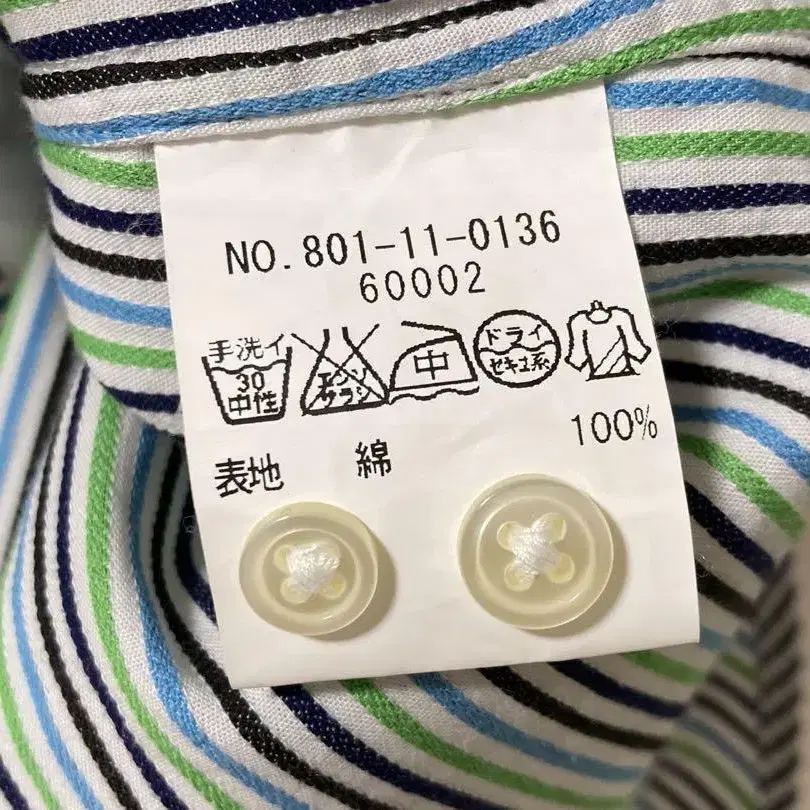 NO.801-11-0136
60002
手洗イ
30
中性
エンソ
サラシ
中
ドライ
セキユ系
100%
表地 綿